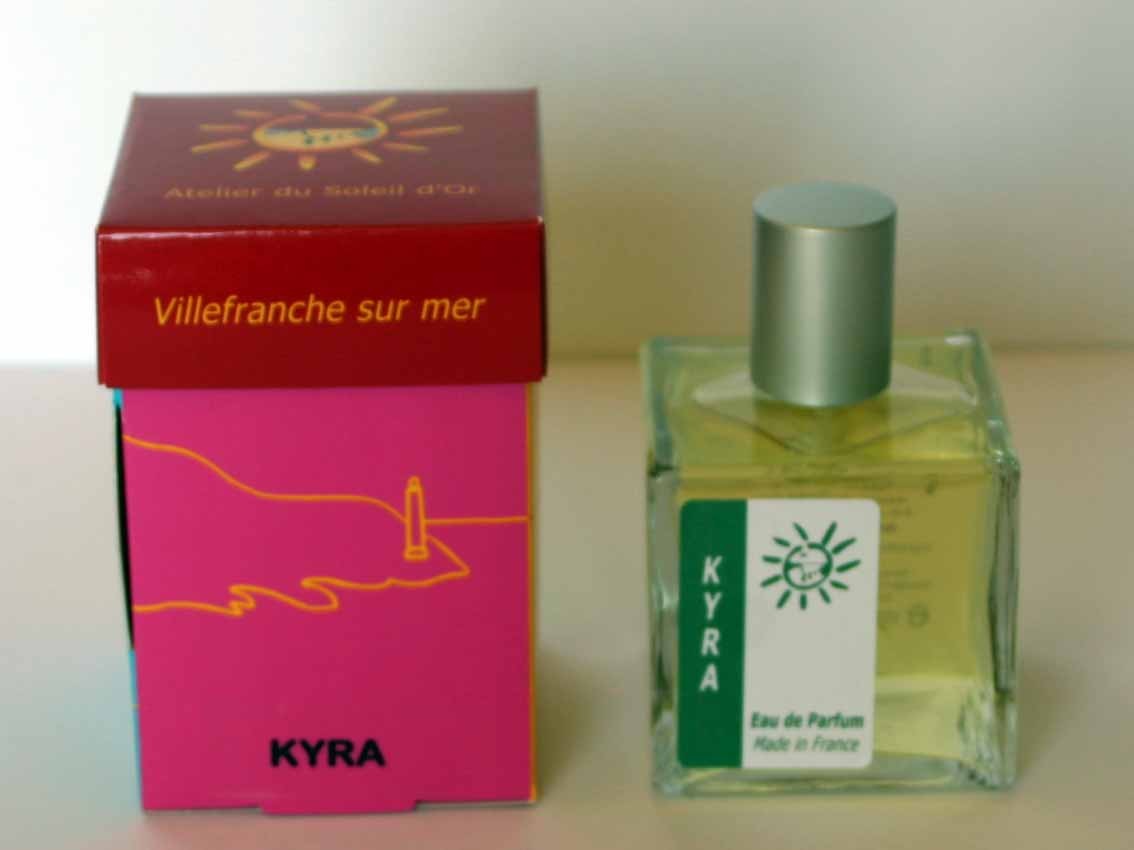 Atelier du Soleil d'Or
Villefranche sur mer
KYRA
KYRA
Eau de Parfum
Made in France